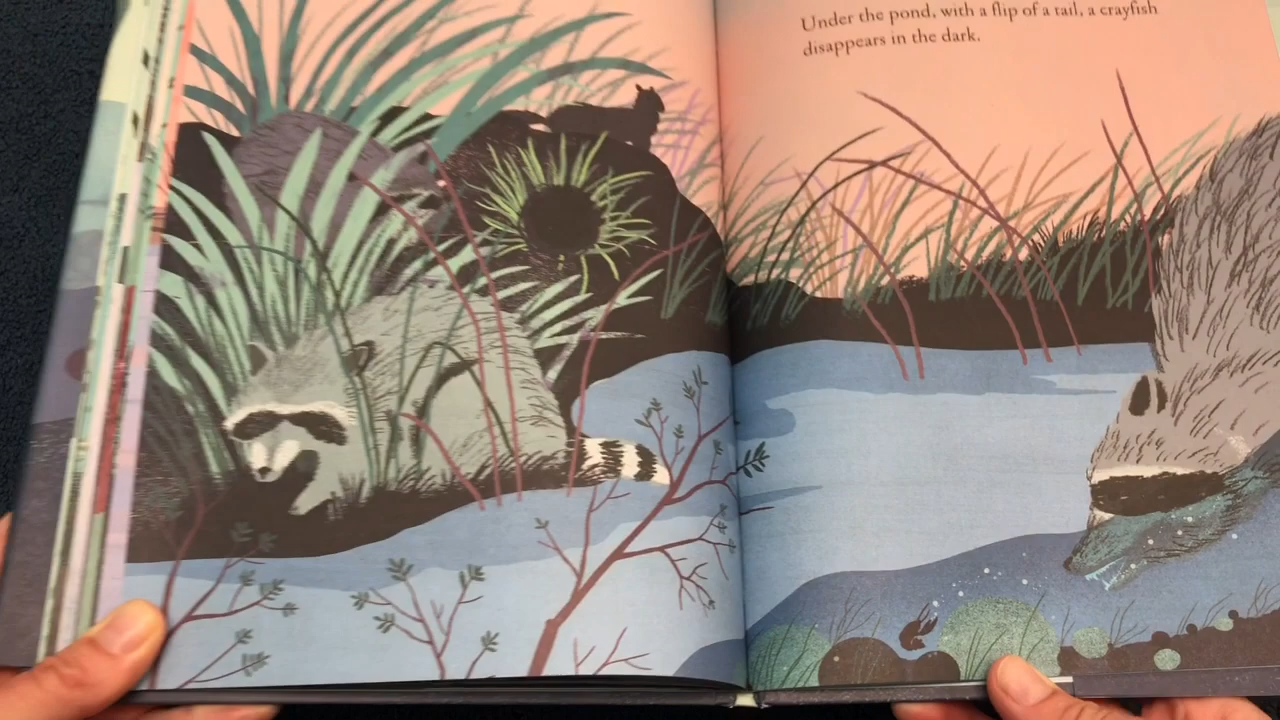 Under the pond, with a flip of a tail, a crayfish
disappears in the dark.